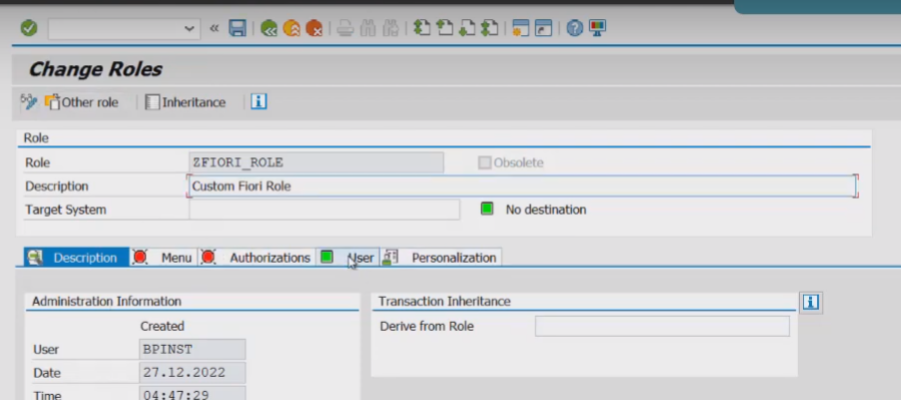 Change Roles
Other role Inheritance
Role
Role ZFIORI_ROLE Obsolete
Description Custom Fiori Role
Target System No destination
Description Menu Authorizations User Personalization
Administration Information Transaction Inheritance
Created Derive from Role
User BPINST
Date 27.12.2022
Time 04:47:29